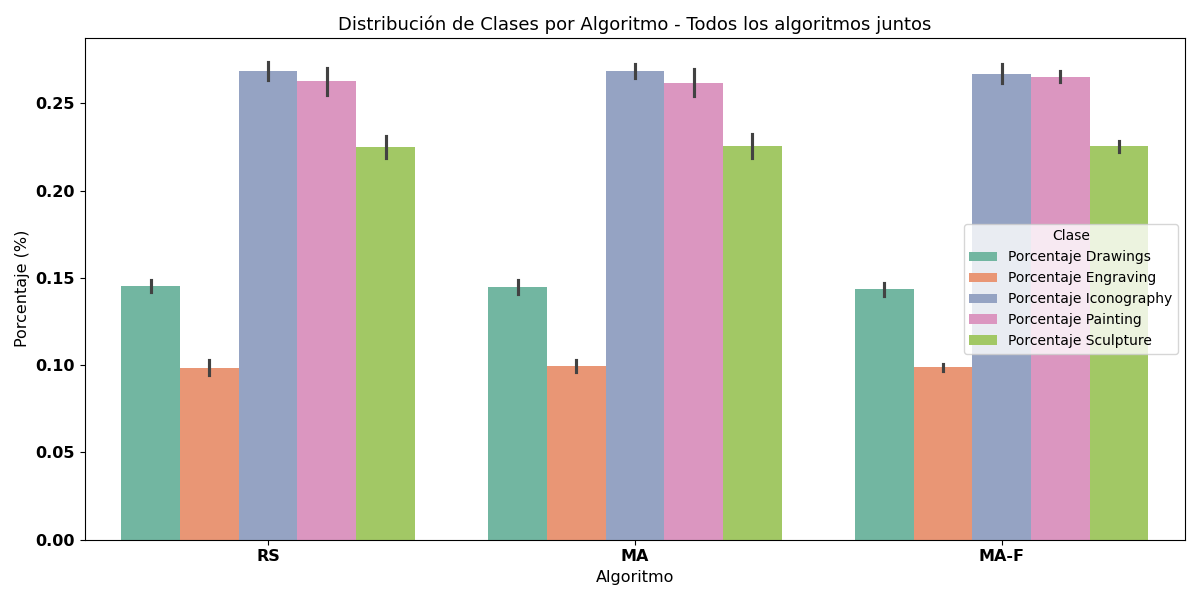 Distribución de Clases por Algoritmo - Todos los algoritmos juntos
Porcentaje (%)
0.25
0.20
0.15
0.10
0.05
0.00
Clase
Porcentaje Drawings
Porcentaje Engraving
Porcentaje Iconography
Porcentaje Painting
Porcentaje Sculpture
RS
MA
MA-F
Algoritmo